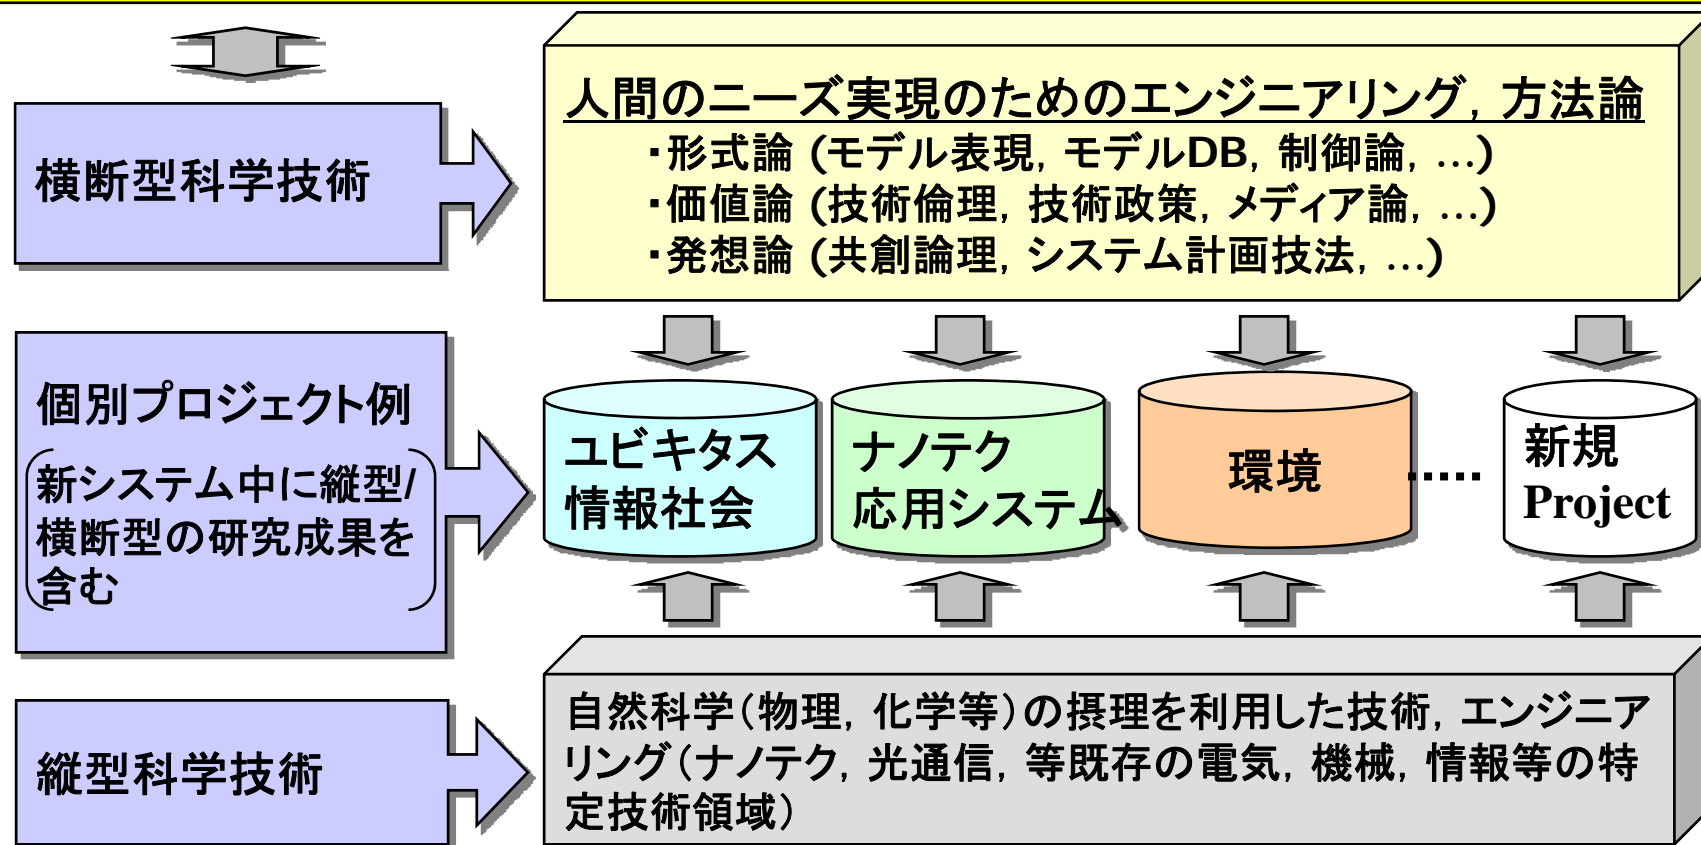 横断型科学技術
人間のニーズ実現のためのエンジニアリング, 方法論
・形式論 (モデル表現, モデルDB, 制御論, …)
・価値論 (技術倫理, 技術政策, メディア論, …)
・発想論 (共創論理, システム計画技法, …)
個別プロジェクト例
新システム中に縦型/
横断型の研究成果を
含む
ユビキタス
情報社会
ナノテク
応用システム
環境
……
新規
Project
縦型科学技術
自然科学(物理, 化学等)の摂理を利用した技術, エンジニア
リング(ナノテク, 光通信, 等既存の電気, 機械, 情報等の特
定技術領域)